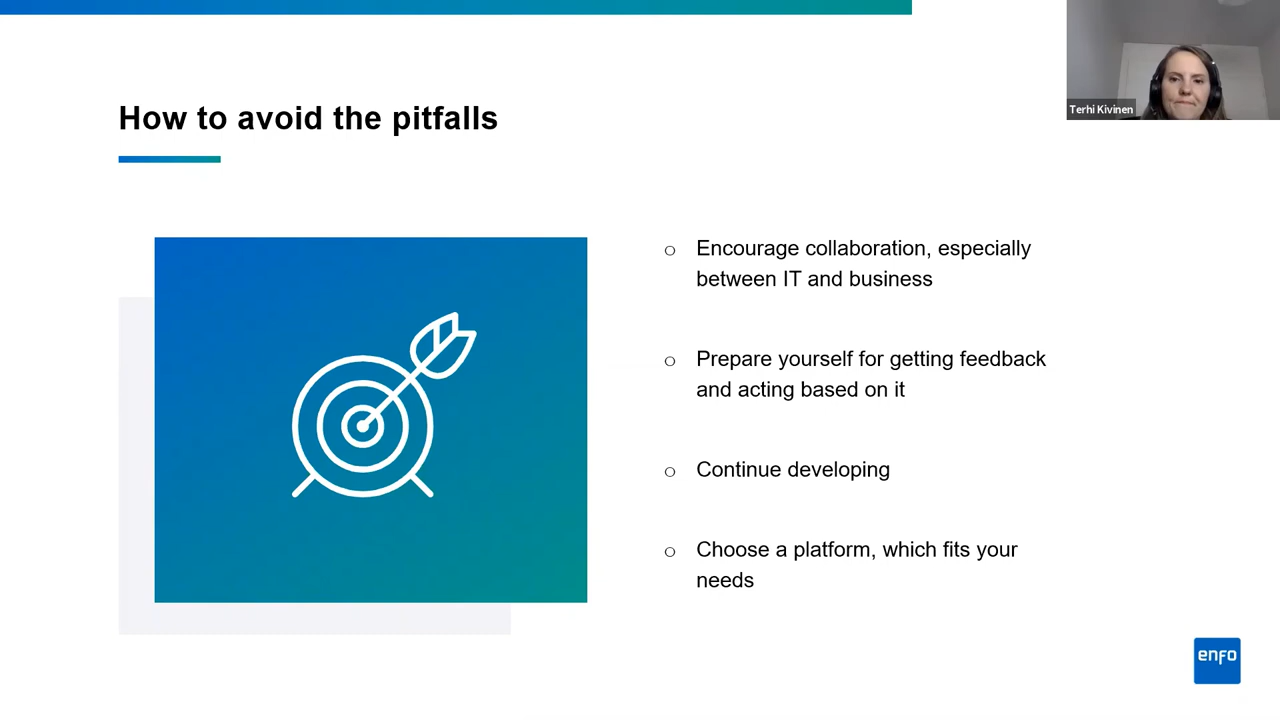 Terhi Kivinen
How to avoid the pitfalls
Encourage collaboration, especially
between IT and business
Prepare yourself for getting feedback
and acting based on it
Continue developing
Choose a platform, which fits your
needs
enfo